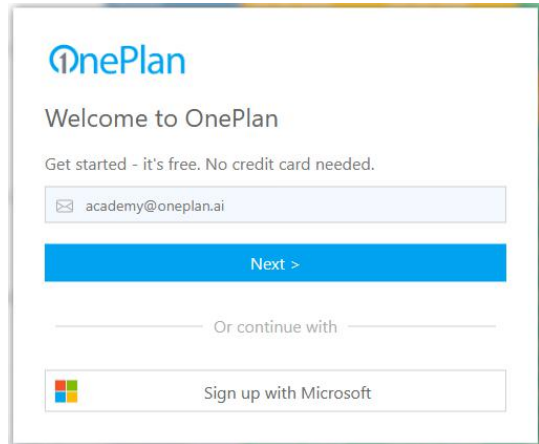 OnePlan
Welcome to OnePlan
Get started - it's free. No credit card needed.
academy@oneplan.ai
Next >
Or continue with
Sign up with Microsoft